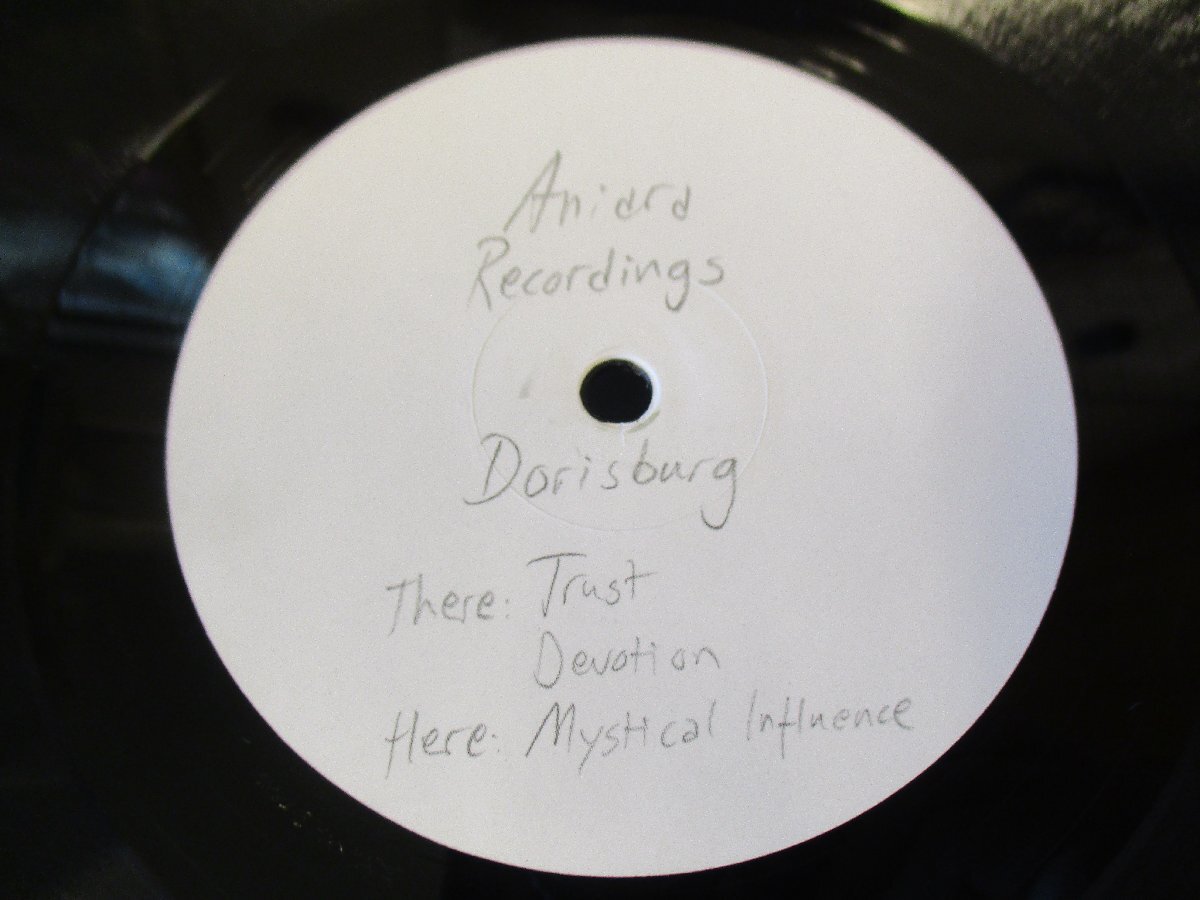 Aniara
Recordings
Dorisburg
There: Trust
Devotion
Here: Mystical Influence